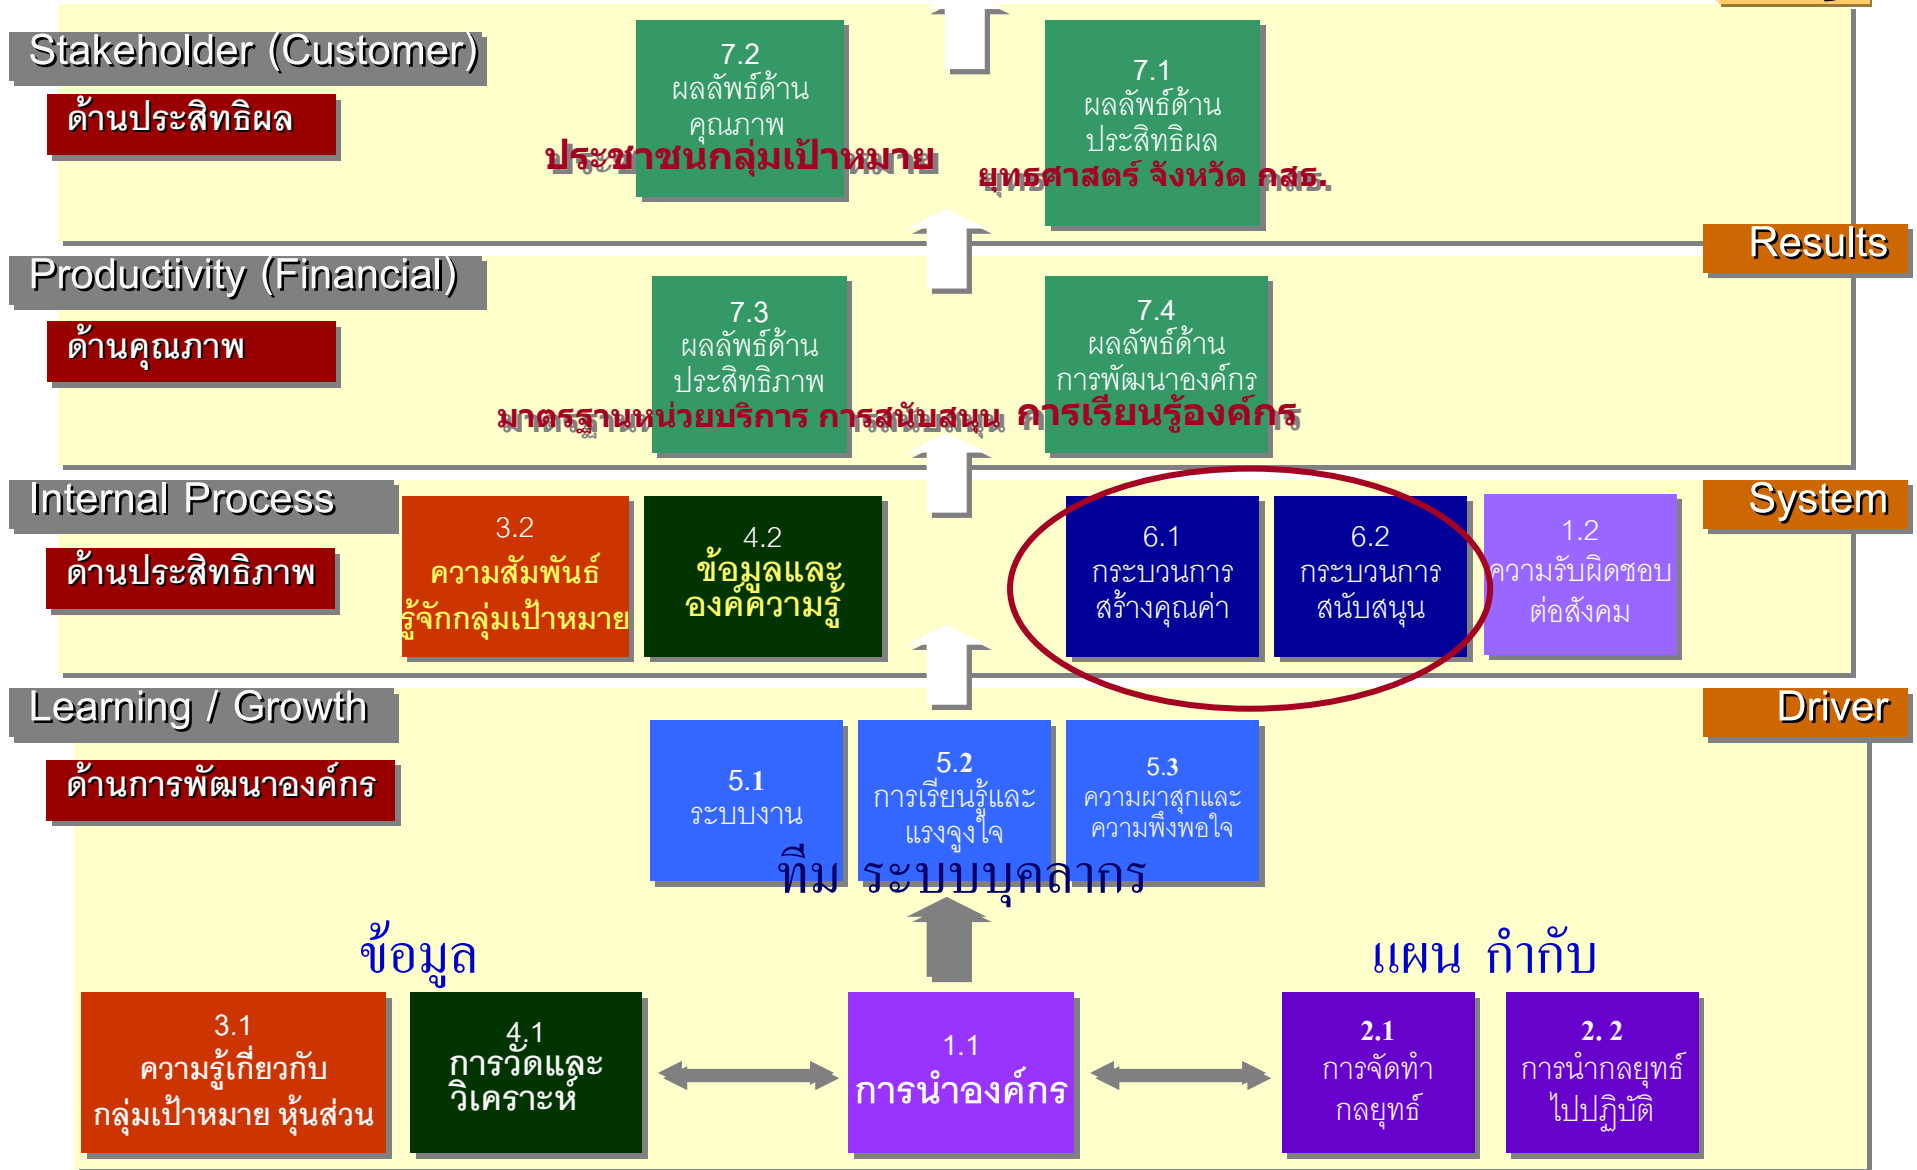 Stakeholder (Customer)
ด้านประสิทธิผล
7.2
ผลลัพธ์ด้าน
คุณภาพ
ประชาชนกลุ่มเป้าหมาย
7.1
ผลลัพธ์ด้าน
ประสิทธิผล
ยุทธศาสตร์ จังหวัด กสธ.
Results
Productivity (Financial)
ด้านคุณภาพ
7.3
ผลลัพธ์ด้าน
ประสิทธิภาพ
มาตรฐานหน่วยบริการ การสนับสนุน
7.4
ผลลัพธ์ด้าน
การพัฒนาองค์กร
การเรียนรู้องค์กร
Internal Process
System
ด้านประสิทธิภาพ
3.2
ความสัมพันธ์
รู้จักกลุ่มเป้าหมาย
4.2
ข้อมูลและ
องค์ความรู้
6.1
กระบวนการ
สร้างคุณค่า
6.2
กระบวนการ
สนับสนุน
1.2
ความรับผิดชอบ
ต่อสังคม
Learning / Growth
Driver
ด้านการพัฒนาองค์กร
5.1
ระบบงาน
5.2
การเรียนรู้และ
แรงจูงใจ
5.3
ความผาสุกและ
ความพึงพอใจ
ทีม ระบบบุคลากร
ข้อมูล
แผน กำกับ
3.1
ความรู้เกี่ยวกับ
กลุ่มเป้าหมาย หุ้นส่วน
4.1
การวัดและ
วิเคราะห์
1.1
การนำองค์กร
2.1
การจัดทำ
กลยุทธ์
2. 2
การนำกลยุทธ์
ไปปฏิบัติ